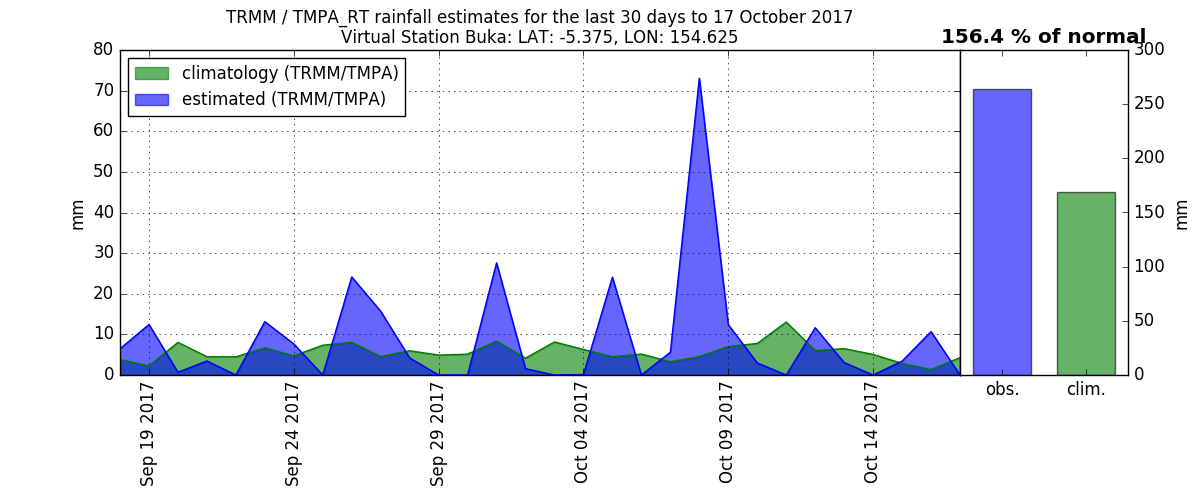 TRMM / TMPA_RT rainfall estimates for the last 30 days to 17 October 2017
Virtual Station Buka: LAT: -5.375, LON: 154.625
156.4 % of normal
climatology (TRMM/TMPA)
estimated (TRMM/TMPA)
80
70
60
50
40
30
20
10
0
mm
Sep 19 2017
Sep 24 2017
Sep 29 2017
Oct 04 2017
Oct 09 2017
Oct 14 2017
obs.
clim.
300
250
200
150
100
50
0
mm